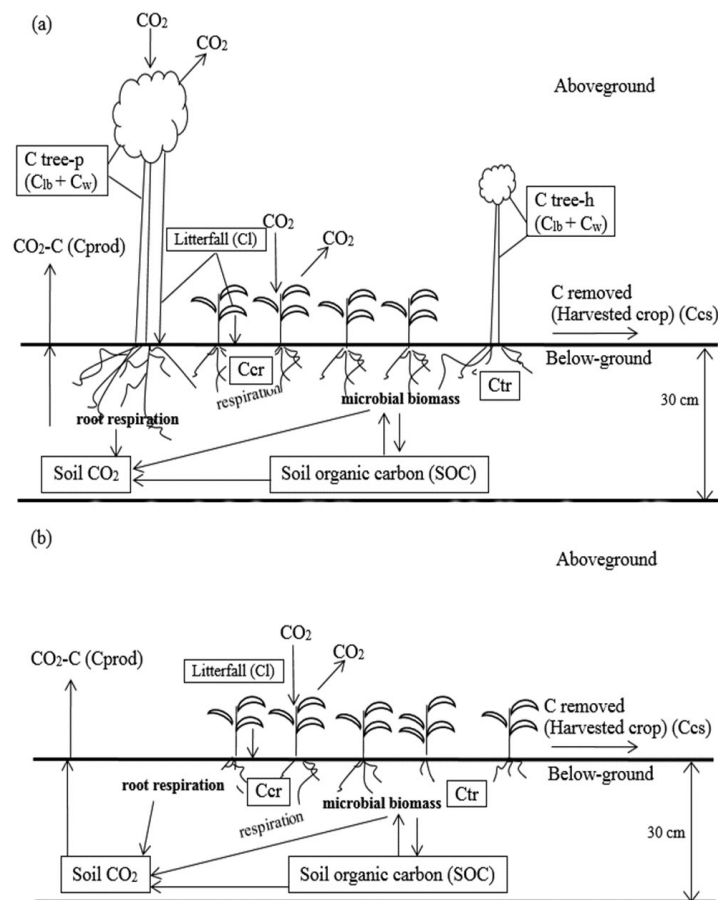 (a)
CO2
CO2
Aboveground
C tree-p
(Clb + Cw)
C tree-h
(Clb + Cw)
CO2
CO2
Litterfall (Cl)
CO2-C (Cprod)
C removed
(Harvested crop) (Ccs)
Below-ground
Ccr
Ctr
respiration
microbial biomass
30 cm
root respiration
Soil CO2
Soil organic carbon (SOC)
(b)
Aboveground
CO2
CO2
CO2-C (Cprod)
Litterfall (Cl)
C removed
(Harvested crop) (Ccs)
Below-ground
root respiration
Ccr
Ctr
microbial biomass
respiration
30 cm
Soil CO2
Soil organic carbon (SOC)